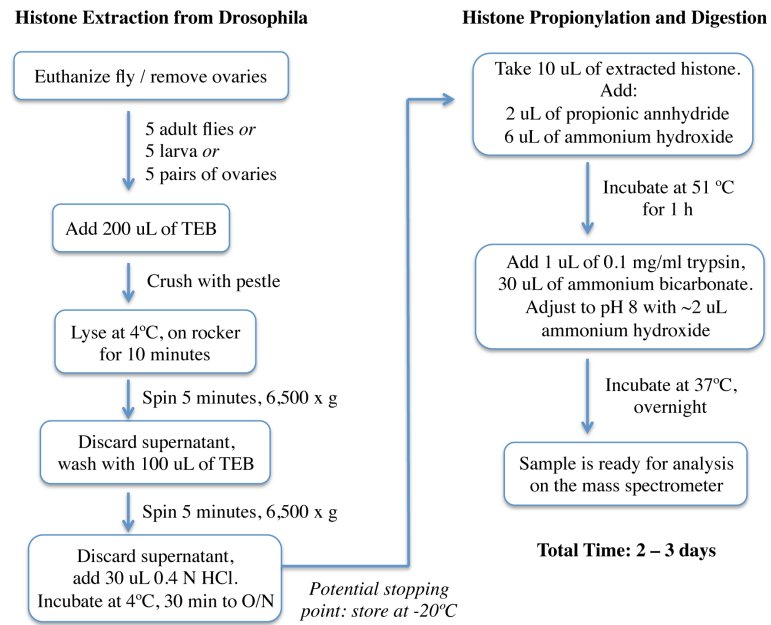 Histone Extraction from Drosophila
Euthanize fly / remove ovaries
5 adult flies or
5 larva or
5 pairs of ovaries
Add 200 uL of TEB
Crush with pestle
Lyse at 4ºC, on rocker
for 10 minutes
Spin 5 minutes, 6,500 x g
Discard supernatant,
wash with 100 uL of TEB
Spin 5 minutes, 6,500 x g
Discard supernatant,
add 30 uL 0.4 N HCl.
Incubate at 4ºC, 30 min to O/N
Potential stopping
point: store at -20ºC
Histone Propionylation and Digestion
Take 10 uL of extracted histone.
Add:
2 uL of propionic annhydride
6 uL of ammonium hydroxide
Incubate at 51 ºC
for 1 h
Add 1 uL of 0.1 mg/ml trypsin,
30 uL of ammonium bicarbonate.
Adjust to pH 8 with ~2 uL
ammonium hydroxide
Incubate at 37ºC,
overnight
Sample is ready for analysis
on the mass spectrometer
Total Time: 2 – 3 days